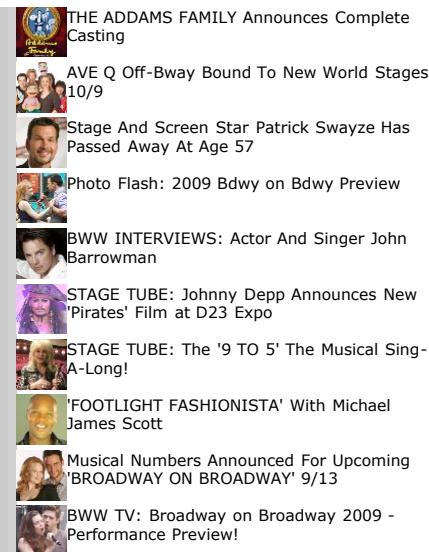 THE ADDAMS FAMILY Announces Complete
Casting
AVE Q Off-Bway Bound To New World Stages
10/9
Stage And Screen Star Patrick Swayze Has
Passed Away At Age 57
Photo Flash: 2009 Bdwy on Bdwy Preview
BWW INTERVIEWS: Actor And Singer John
Barrowman
STAGE TUBE: Johnny Depp Announces New
'Pirates' Film at D23 Expo
STAGE TUBE: The '9 TO 5' The Musical Sing-
A-Long!
'FOOTLIGHT FASHIONISTA' With Michael
James Scott
Musical Numbers Announced For Upcoming
'BROADWAY ON BROADWAY' 9/13
BWW TV: Broadway on Broadway 2009 -
Performance Preview!